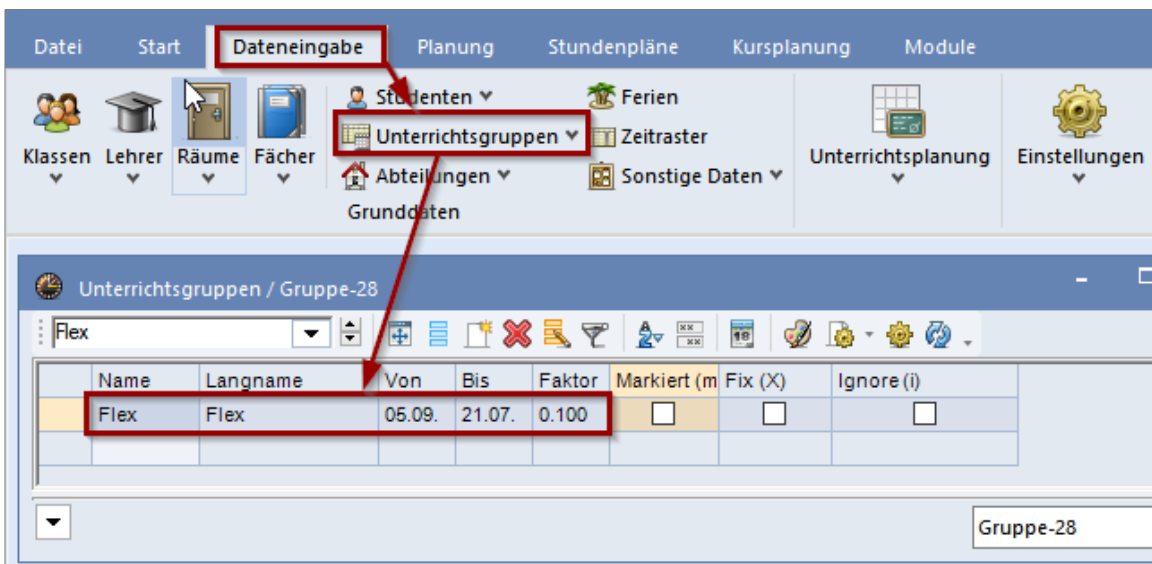 Datei Start Dateneingabe Planung Stundenpläne Kursplanung Module
Studenten Ferien
Unterrichtsgruppen Zeitraster
Klassen Lehrer Räume Fächer Unterrichtsplanung Einstellungen
Abteilungen Sonstige Daten
Grunddaten
Unterrichtsgruppen / Gruppe-28
Flex
Name Langname Von Bis Faktor Markiert (m Fix (X) Ignore (i)
Flex Flex 05.09. 21.07. 0.100
Gruppe-28